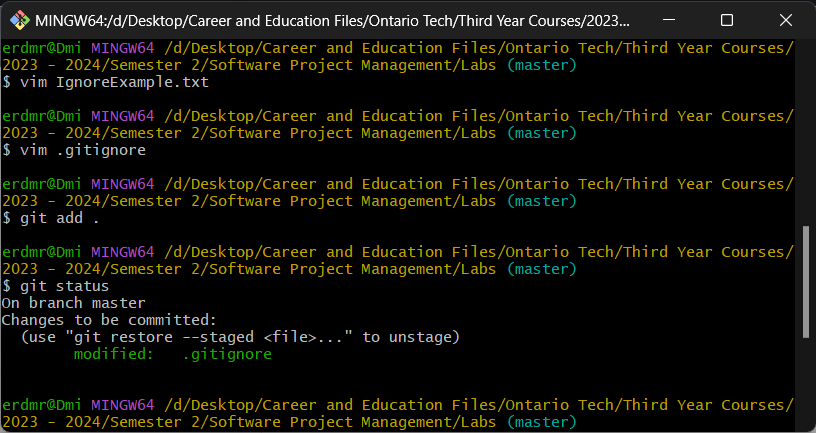 MINGW64:/d/Desktop/Career and Education Files/Ontario Tech/Third Year Courses/2023...
erdmr@Dmi MINGW64 /d/Desktop/Career and Education Files/Ontario Tech/Third Year Courses/
2023 - 2024/Semester 2/Software Project Management/Labs (master)
$ vim IgnoreExample.txt
erdmr@Dmi MINGW64 /d/Desktop/Career and Education Files/Ontario Tech/Third Year Courses/
2023 - 2024/Semester 2/Software Project Management/Labs (master)
$ vim .gitignore
erdmr@Dmi MINGW64 /d/Desktop/Career and Education Files/Ontario Tech/Third Year Courses/
2023 - 2024/Semester 2/Software Project Management/Labs (master)
$ git add .
erdmr@Dmi MINGW64 /d/Desktop/Career and Education Files/Ontario Tech/Third Year Courses/
2023 - 2024/Semester 2/Software Project Management/Labs (master)
$ git status
On branch master
Changes to be committed:
  (use "git restore --staged <file>..." to unstage)
        modified:   .gitignore
erdmr@Dmi MINGW64 /d/Desktop/Career and Education Files/Ontario Tech/Third Year Courses/
2023 - 2024/Semester 2/Software Project Management/Labs (master)